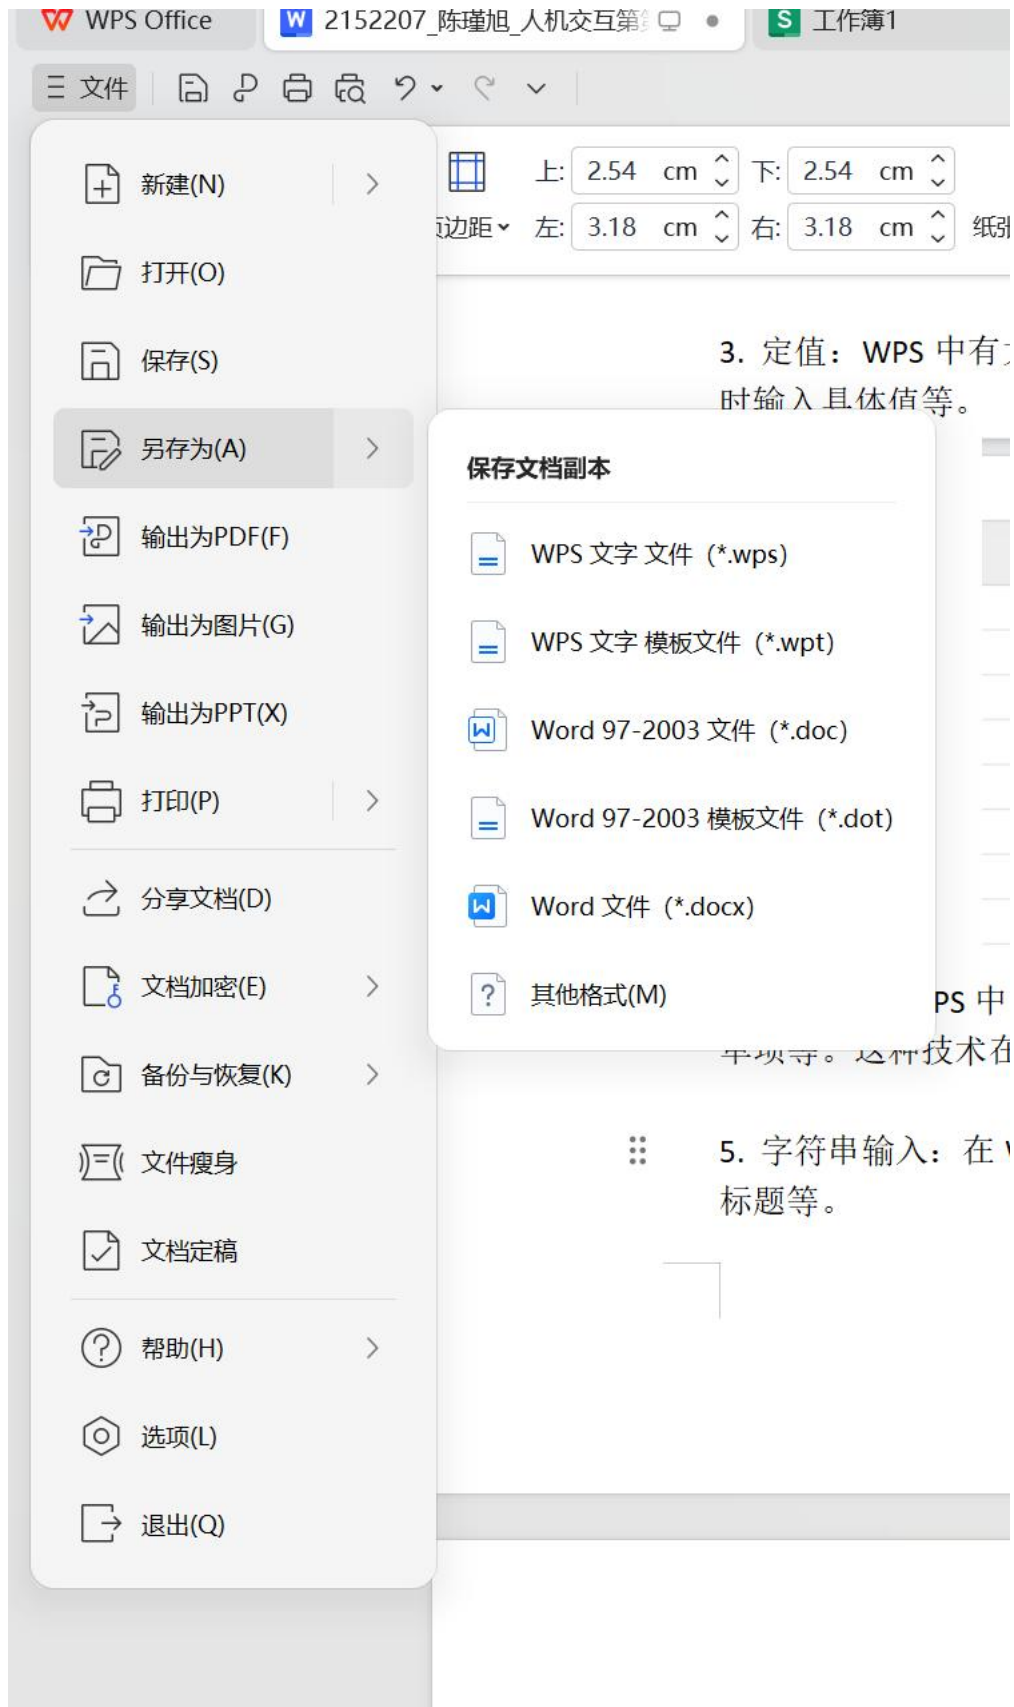 WPS Office
2152207_陈瑾旭_人机交互第
工作簿1
文件
上: 2.54 cm 下: 2.54 cm
边距 左: 3.18 cm 右: 3.18 cm 纸张
新建(N)
打开(O)
保存(S)
另存为(A)
输出为PDF(F)
输出为图片(G)
输出为PPT(X)
打印(P)
分享文档(D)
文档加密(E)
备份与恢复(K)
文件瘦身
文档定稿
帮助(H)
选项(L)
退出(Q)
保存文档副本
WPS 文字 文件 (*.wps)
WPS 文字 模板文件 (*.wpt)
Word 97-2003 文件 (*.doc)
Word 97-2003 模板文件 (*.dot)
Word 文件 (*.docx)
其他格式(M)
3. 定值：WPS 中有
时输入具体值等。
PS 中
单项等。这种技术在
5. 字符串输入：在
标题等。